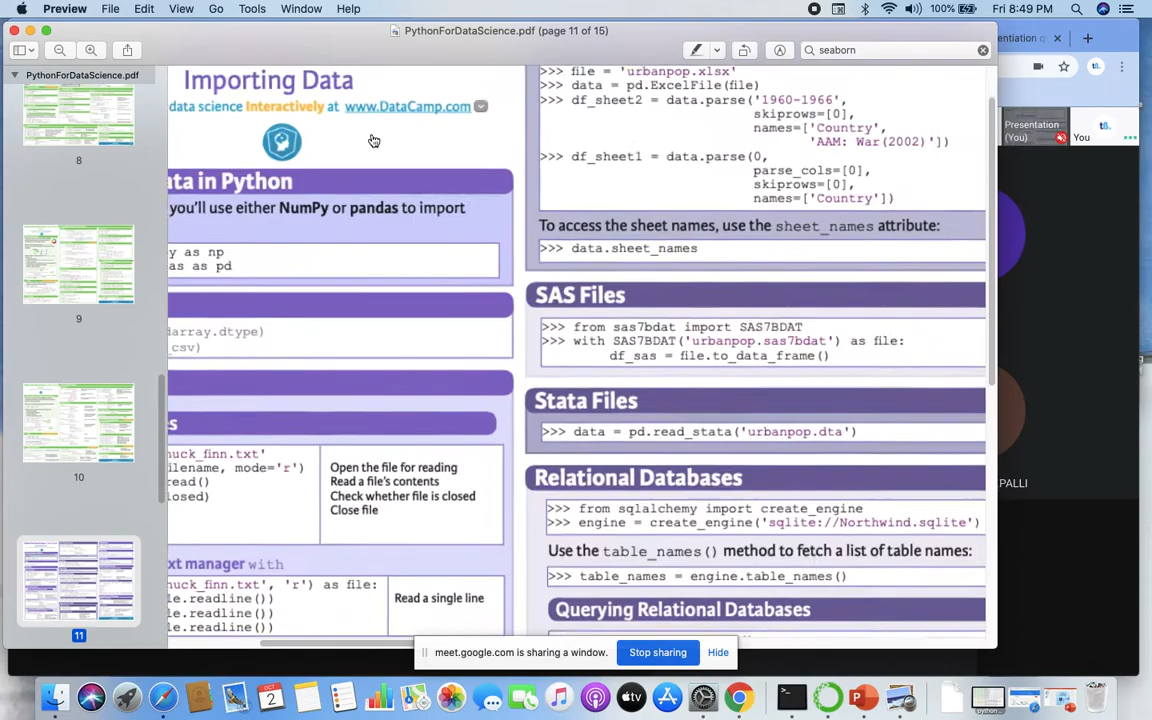 Preview File Edit View Go Tools Window Help
100% Fri 8:49 PM
PythonForDataScience.pdf (page 11 of 15)
seaborn
entation
PythonForDataScience.pdf
8
9
10
11
Importing Data
data science Interactively at www.DataCamp.com
ata in Python
you'll use either NumPy or pandas to import
y as np
as as pd
darray.dtype)
_csv)
s
nuck_finn.txt'
ilename, mode='r')
read()
losed)
Open the file for reading
Read a file's contents
Check whether file is closed
Close file
xt manager with
nuck_finn.txt', 'r') as file:
le.readline())
le.readline())
le.readline())
Read a single line
>>> file = 'urbanpop.xlsx'
>>> data = pd.ExcelFile(file)
>>> df_sheet2 = data.parse('1960-1966',
skiprows=[0],
names=['Country',
'AAM: War(2002)'])
>>> df_sheet1 = data.parse(0,
parse_cols=[0],
skiprows=[0],
names=['Country'])
To access the sheet names, use the sheet_names attribute:
>>> data.sheet_names
SAS Files
>>> from sas7bdat import SAS7BDAT
>>> with SAS7BDAT('urbanpop.sas7bdat') as file:
df_sas = file.to_data_frame()
Stata Files
>>> data = pd.read_stata('urbanpop.dta')
Relational Databases
>>> from sqlalchemy import create_engine
>>> engine = create_engine('sqlite://Northwind.sqlite')
Use the table_names() method to fetch a list of table names:
>>> table_names = engine.table_names()
Querying Relational Databases
Presentation
(You)
You
tll.
PALLI
meet.google.com is sharing a window.
Stop sharing
Hide
OCT
2
tv